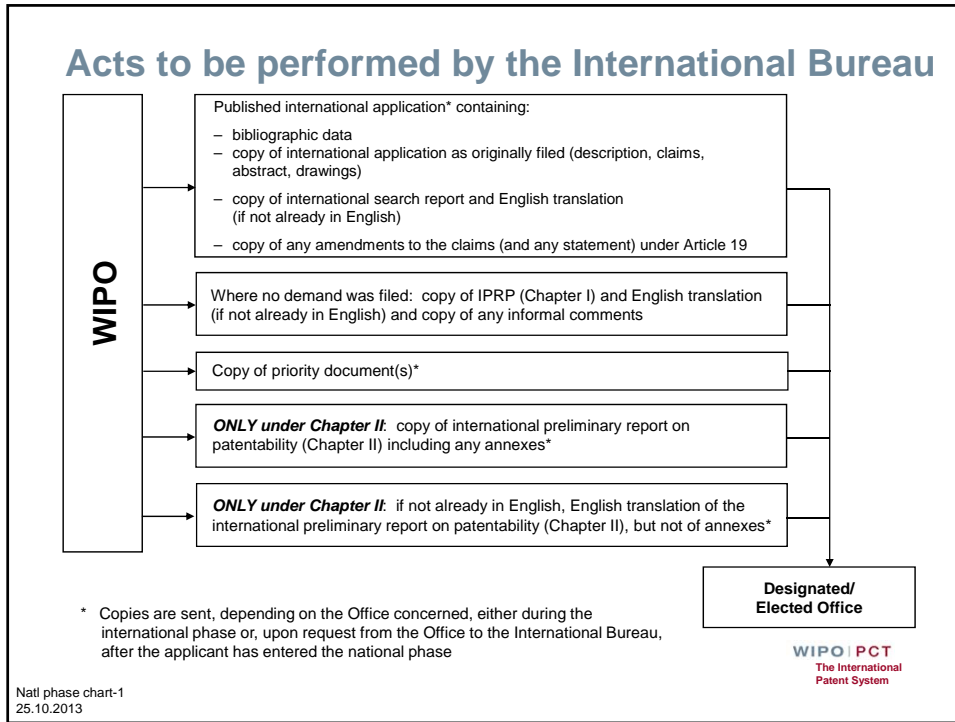 Acts to be performed by the International Bureau
WIPO
Published international application* containing:
– bibliographic data
– copy of international application as originally filed (description, claims,
abstract, drawings)
– copy of international search report and English translation
(if not already in English)
– copy of any amendments to the claims (and any statement) under Article 19
Where no demand was filed: copy of IPRP (Chapter I) and English translation
(if not already in English) and copy of any informal comments
Copy of priority document(s)*
ONLY under Chapter II: copy of international preliminary report on
patentability (Chapter II) including any annexes*
ONLY under Chapter II: if not already in English, English translation of the
international preliminary report on patentability (Chapter II), but not of annexes*
Designated/
Elected Office
* Copies are sent, depending on the Office concerned, either during the
international phase or, upon request from the Office to the International Bureau,
after the applicant has entered the national phase
WIPO | PCT
The International
Patent System
Natl phase chart-1
25.10.2013